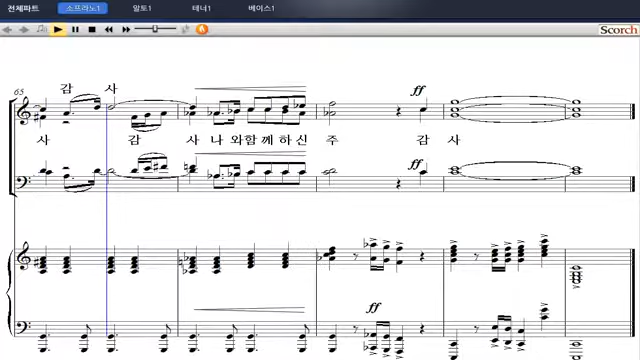 전체파트 소프라노1 알토1 테너1 베이스1
Scorch
감 사
65
ff
사 감 사 나 와 함 께 하 신 주 감 사
ff
ff